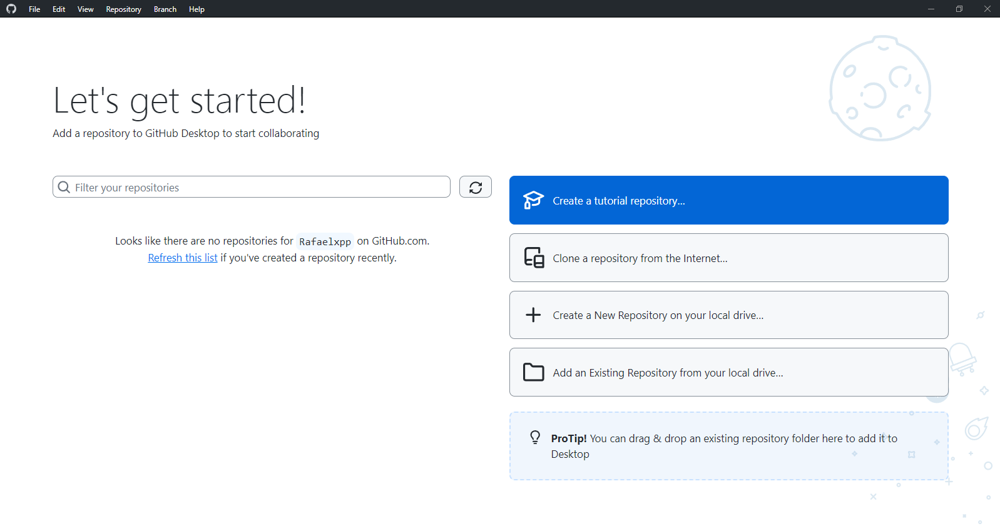 File Edit View Repository Branch Help
Let's get started!
Add a repository to GitHub Desktop to start collaborating
Filter your repositories
Looks like there are no repositories for Rafaelxpp on GitHub.com.
Refresh this list if you've created a repository recently.
Create a tutorial repository...
Clone a repository from the Internet...
Create a New Repository on your local drive...
Add an Existing Repository from your local drive...
ProTip! You can drag & drop an existing repository folder here to add it to
Desktop